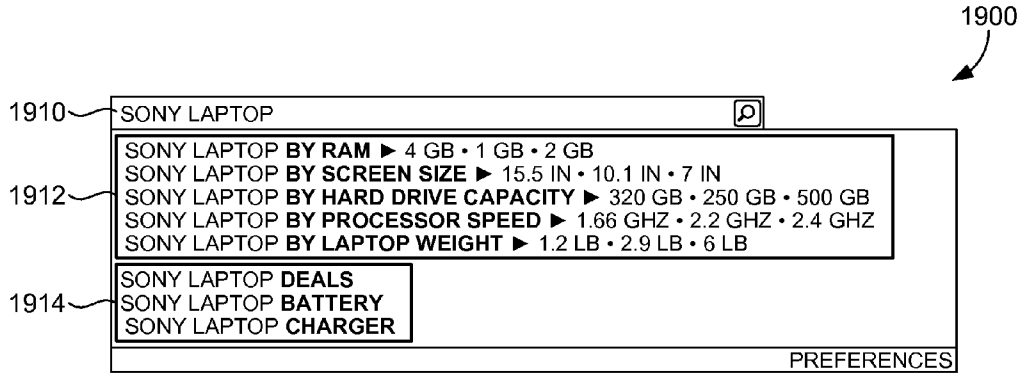 1900
1910 SONY LAPTOP
SONY LAPTOP BY RAM ► 4 GB • 1 GB • 2 GB
SONY LAPTOP BY SCREEN SIZE ► 15.5 IN • 10.1 IN • 7 IN
1912 SONY LAPTOP BY HARD DRIVE CAPACITY ► 320 GB • 250 GB • 500 GB
SONY LAPTOP BY PROCESSOR SPEED ► 1.66 GHZ • 2.2 GHZ • 2.4 GHZ
SONY LAPTOP BY LAPTOP WEIGHT ► 1.2 LB • 2.9 LB • 6 LB
SONY LAPTOP DEALS
1914 SONY LAPTOP BATTERY
SONY LAPTOP CHARGER
PREFERENCES